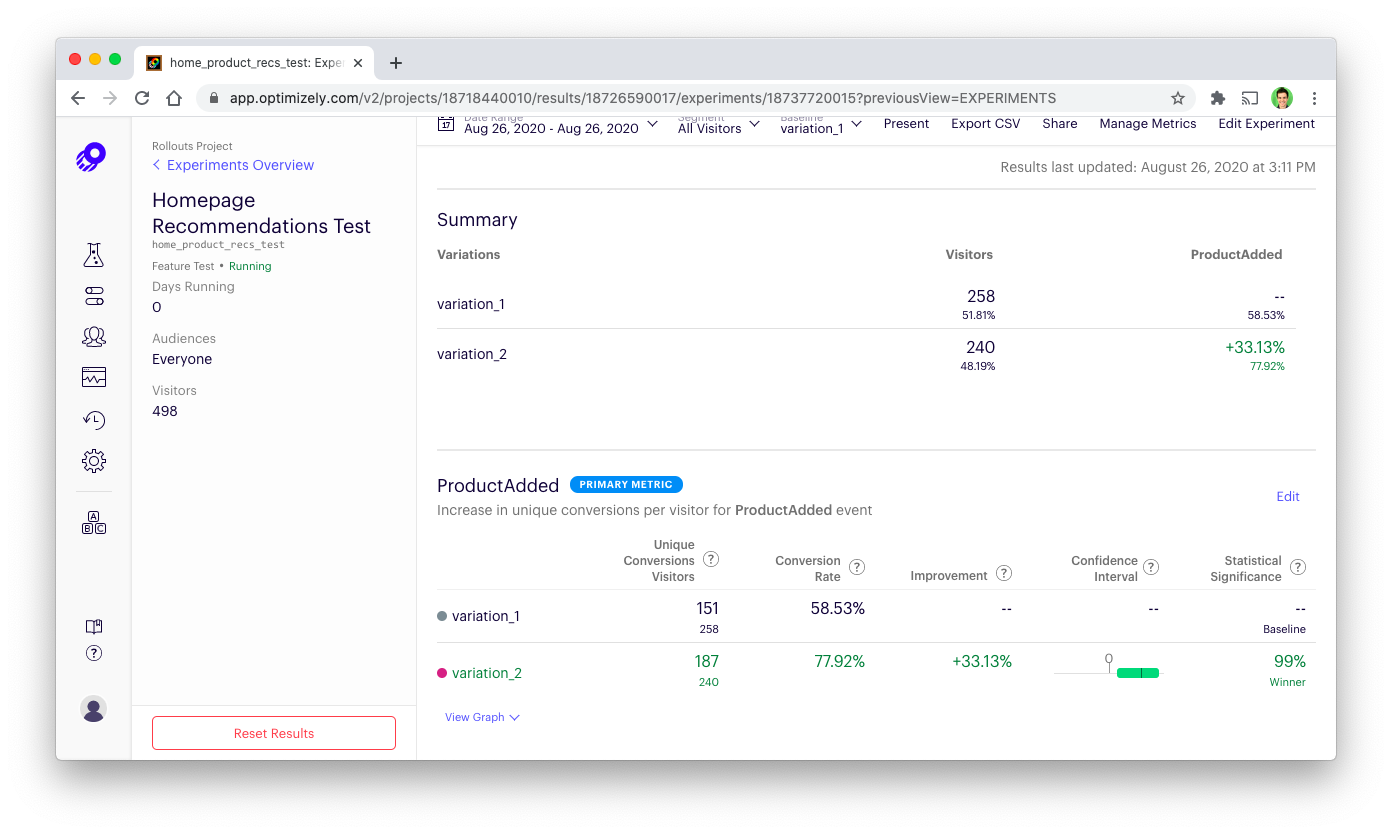 home_product_recs_test: Expe
app.optimizely.com/v2/projects/18718440010/results/18726590017/experiments/18737720015?previousView=EXPERIMENTS
Rollouts Project
Experiments Overview
Homepage
Recommendations Test
home_product_recs_test
Feature Test • Running
Days Running
0
Audiences
Everyone
Visitors
498
Reset Results
17
Date Range
Aug 26, 2020 - Aug 26, 2020
Segment
All Visitors
Baseline
variation_1
Present
Export CSV
Share
Manage Metrics
Edit Experiment
Results last updated: August 26, 2020 at 3:11 PM
Summary
Variations Visitors ProductAdded
variation_1 258 --
51.81% 58.53%
variation_2 240 +33.13%
48.19% 77.92%
ProductAdded PRIMARY METRIC
Edit
Increase in unique conversions per visitor for ProductAdded event
Unique
Conversions
Visitors
?
Conversion
Rate
?
Improvement ?
Confidence
Interval
?
Statistical
Significance
?
variation_1 151 58.53% -- -- --
258 Baseline
variation_2 187 77.92% +33.13% 0 99%
240 Winner
View Graph
A
B C
?